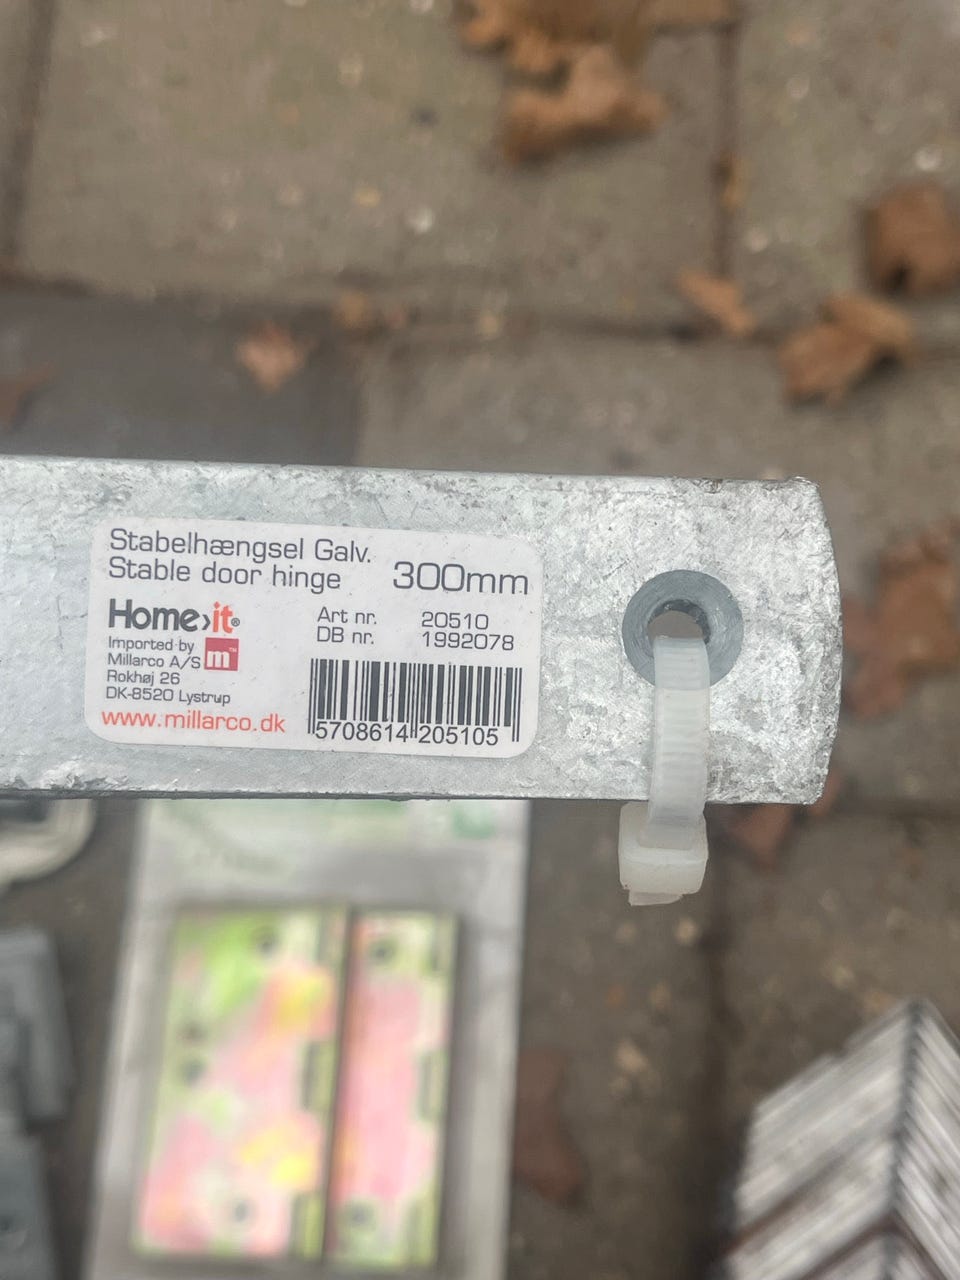 Stabelhængsel Galv.
Stable door hinge 300mm
Home›it®
Art nr. 20510
DB nr. 1992078
Imported by
Millarco A/S m™
Rokhøj 26
DK-8520 Lystrup
www.millarco.dk
5708614 205105